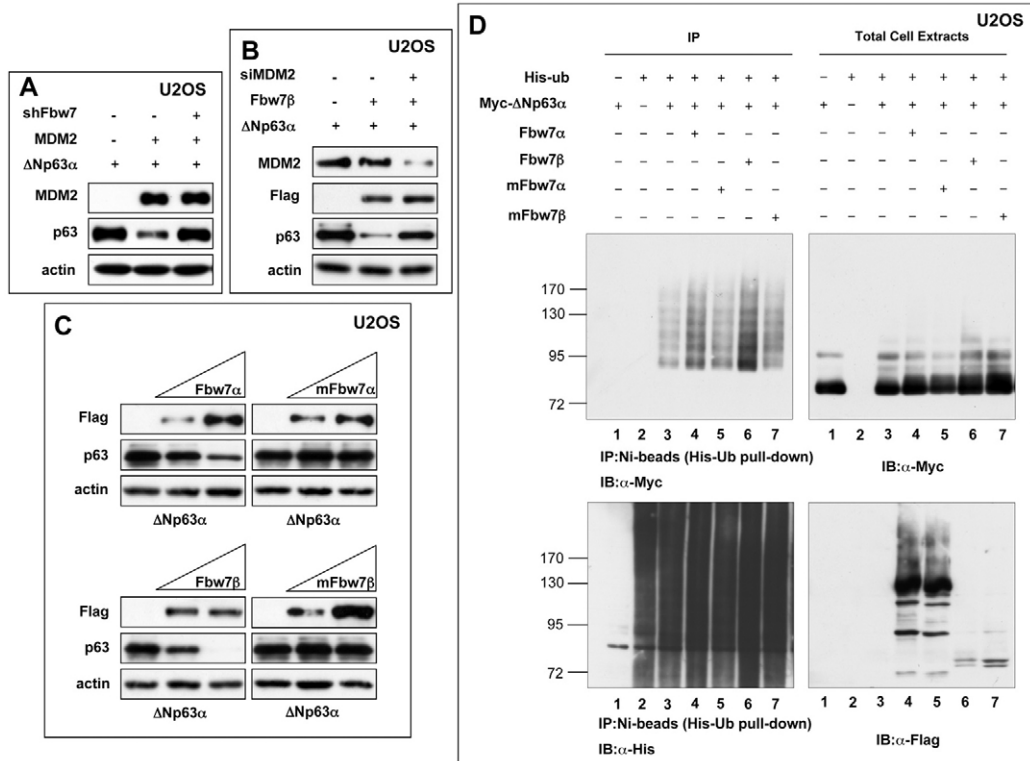 A
U2OS
shFbw7 - - +
MDM2 - + +
ΔNp63α + + +
MDM2
p63
actin
B
U2OS
siMDM2 - - +
Fbw7β - + +
ΔNp63α + + +
MDM2
Flag
p63
actin
C
U2OS
Fbw7α mFbw7α
Flag
p63
actin
ΔNp63α ΔNp63α
Fbw7β mFbw7β
Flag
p63
actin
ΔNp63α ΔNp63α
D
U2OS
IP Total Cell Extracts
His-ub – + + + + + + – + + + + + +
Myc-ΔNp63α + – + + + + + + – + + + + +
Fbw7α – – – + – – – – – – + – – –
Fbw7β – – – – – + – – – – – – + –
mFbw7α – – – – + – – – – – – + – –
mFbw7β – – – – – – + – – – – – – +
170
130
95
72
1 2 3 4 5 6 7 1 2 3 4 5 6 7
IP:Ni-beads (His-Ub pull-down)
IB:α-Myc
IB:α-Myc
170
130
95
72
1 2 3 4 5 6 7 1 2 3 4 5 6 7
IP:Ni-beads (His-Ub pull-down)
IB:α-His
IB:α-Flag